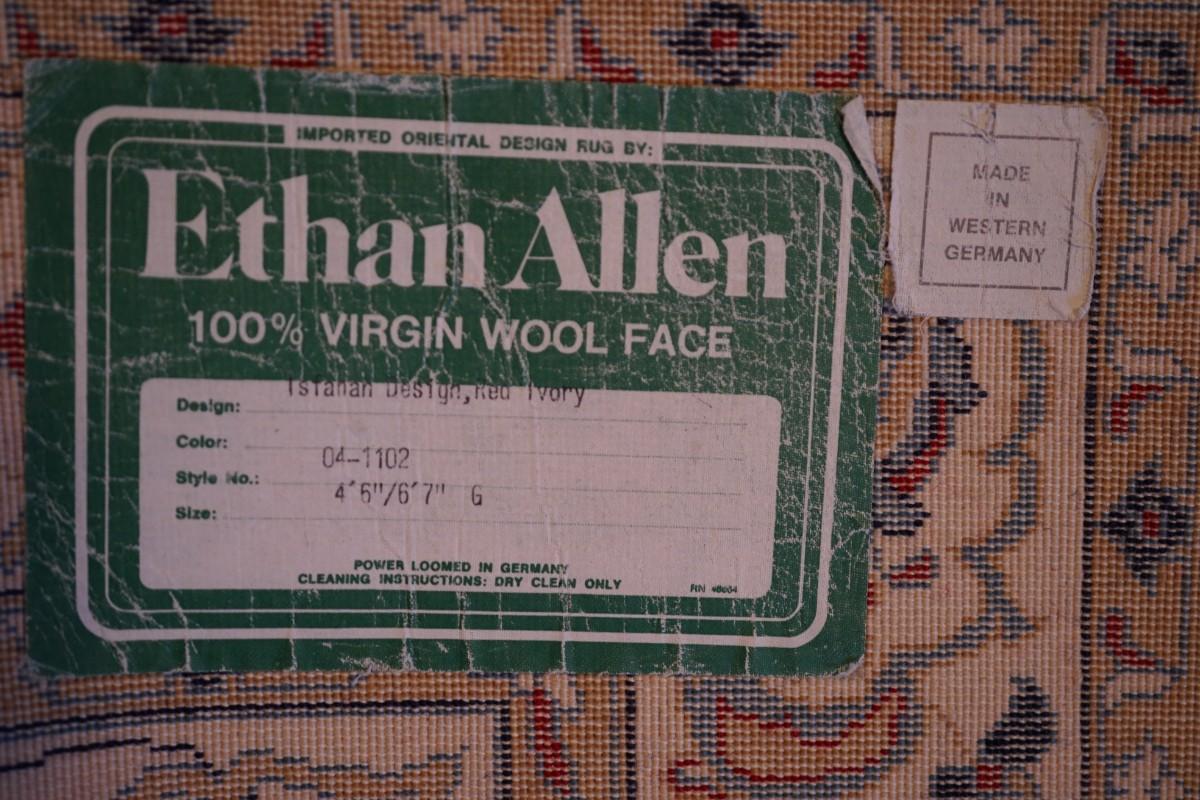 IMPORTED ORIENTAL DESIGN RUG BY:
Ethan Allen
100% VIRGIN WOOL FACE
Isfahan Design, Red Ivory
Design:
Color:
04-1102
Style No.:
4'6"/6'7" G
Size:
POWER LOOMED IN GERMANY
CLEANING INSTRUCTIONS: DRY CLEAN ONLY
RN
MADE
IN
WESTERN
GERMANY